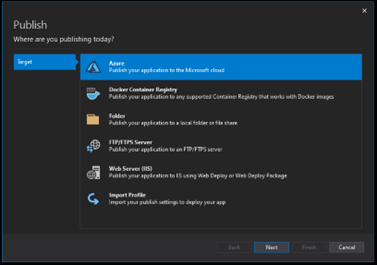 Publish
Where are you publishing today?
Target
Azure
Publish your application to the Microsoft cloud
Docker Container Registry
Publish your application to any supported Container Registry that works with Docker images
Folder
Publish your application to a local folder or file share
FTP/FTPS Server
Publish your application to an FTP/FTPS server
Web Server (IIS)
Publish your application to IIS using Web Deploy or Web Deploy Package
Import Profile
Import your publish settings to deploy your app
Back
Next
Finish
Cancel